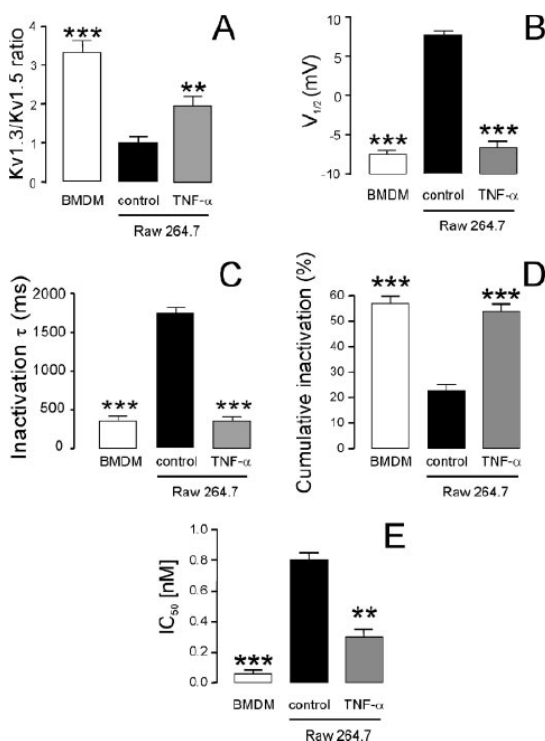 A
Kv1.3/Kv1.5 ratio
4
3
2
1
0
***
**
BMDM control TNF-α
Raw 264.7
B
V1/2 (mV)
10
5
0
-5
-10
***
***
BMDM control TNF-α
Raw 264.7
C
Inactivation τ (ms)
2000
1500
1000
500
0
***
***
BMDM control TNF-α
Raw 264.7
D
Cumulative inactivation (%)
60
50
40
30
20
10
0
***
***
BMDM control TNF-α
Raw 264.7
E
IC50 [nM]
1.0
0.8
0.6
0.4
0.2
0.0
***
**
BMDM control TNF-α
Raw 264.7